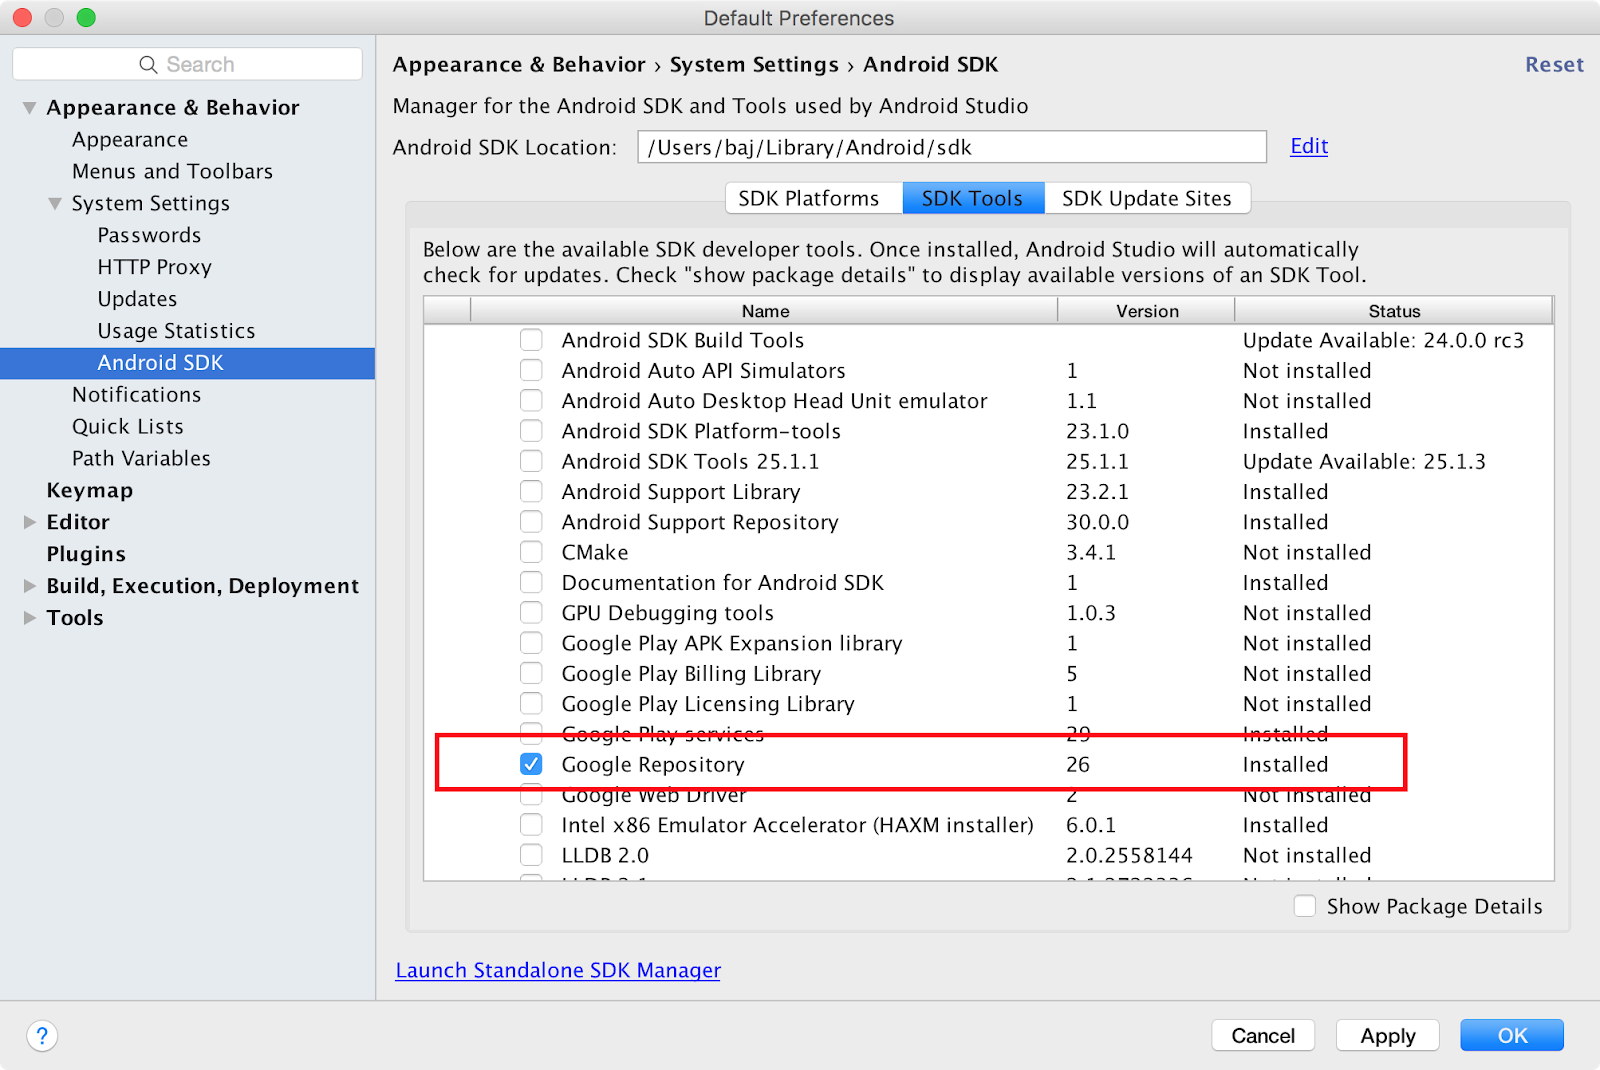 Default Preferences
Search
Appearance & Behavior
Appearance
Menus and Toolbars
System Settings
Passwords
HTTP Proxy
Updates
Usage Statistics
Android SDK
Notifications
Quick Lists
Path Variables
Keymap
Editor
Plugins
Build, Execution, Deployment
Tools
Appearance & Behavior › System Settings › Android SDK
Reset
Manager for the Android SDK and Tools used by Android Studio
Android SDK Location: /Users/baj/Library/Android/sdk Edit
SDK Platforms SDK Tools SDK Update Sites
Below are the available SDK developer tools. Once installed, Android Studio will automatically
check for updates. Check "show package details" to display available versions of an SDK Tool.
Name Version Status
Android SDK Build Tools Update Available: 24.0.0 rc3
Android Auto API Simulators 1 Not installed
Android Auto Desktop Head Unit emulator 1.1 Not installed
Android SDK Platform-tools 23.1.0 Installed
Android SDK Tools 25.1.1 25.1.1 Update Available: 25.1.3
Android Support Library 23.2.1 Installed
Android Support Repository 30.0.0 Installed
CMake 3.4.1 Not installed
Documentation for Android SDK 1 Installed
GPU Debugging tools 1.0.3 Not installed
Google Play APK Expansion library 1 Not installed
Google Play Billing Library 5 Not installed
Google Play Licensing Library 1 Not installed
Google Play services 29 Installed
Google Repository 26 Installed
Google Web Driver 2 Not installed
Intel x86 Emulator Accelerator (HAXM installer) 6.0.1 Installed
LLDB 2.0 2.0.2558144 Not installed
Show Package Details
Launch Standalone SDK Manager
? Cancel Apply OK